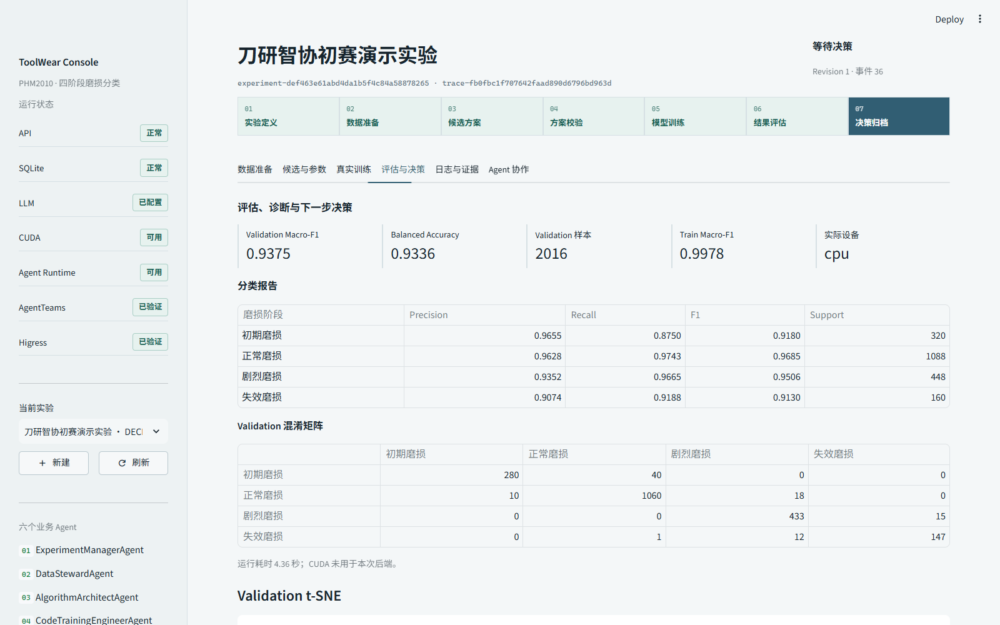 Deploy
ToolWear Console
PHM2010 · 四阶段磨损分类
运行状态
API 正常
SQLite 正常
LLM 已配置
CUDA 可用
Agent Runtime 可用
AgentTeams 已验证
Higress 已验证
当前实验
刀研智协初赛演示实验 · DECI
新建 刷新
六个业务 Agent
01 ExperimentManagerAgent
02 DataStewardAgent
03 AlgorithmArchitectAgent
04 CodeTrainingEngineerAgent
刀研智协初赛演示实验
等待决策
Revision 1 · 事件 36
experiment-def463e61abd4da1b5f4c84a58878265 · trace-fb0fbc1f707642faad890d6796bd963d
01 02 03 04 05 06 07
实验定义 数据准备 候选方案 方案校验 模型训练 结果评估 决策归档
数据准备 候选与参数 真实训练 评估与决策 日志与证据 Agent 协作
评估、诊断与下一步决策
Validation Macro-F1 Balanced Accuracy Validation 样本 Train Macro-F1 实际设备
0.9375 0.9336 2016 0.9978 cpu
分类报告
磨损阶段 Precision Recall F1 Support
初期磨损 0.9655 0.8750 0.9180 320
正常磨损 0.9628 0.9743 0.9685 1088
剧烈磨损 0.9352 0.9665 0.9506 448
失效磨损 0.9074 0.9188 0.9130 160
Validation 混淆矩阵
初期磨损 正常磨损 剧烈磨损 失效磨损
初期磨损 280 40 0 0
正常磨损 10 1060 18 0
剧烈磨损 0 0 433 15
失效磨损 0 1 12 147
运行耗时 4.36 秒；CUDA 未用于本次后端。
Validation t-SNE